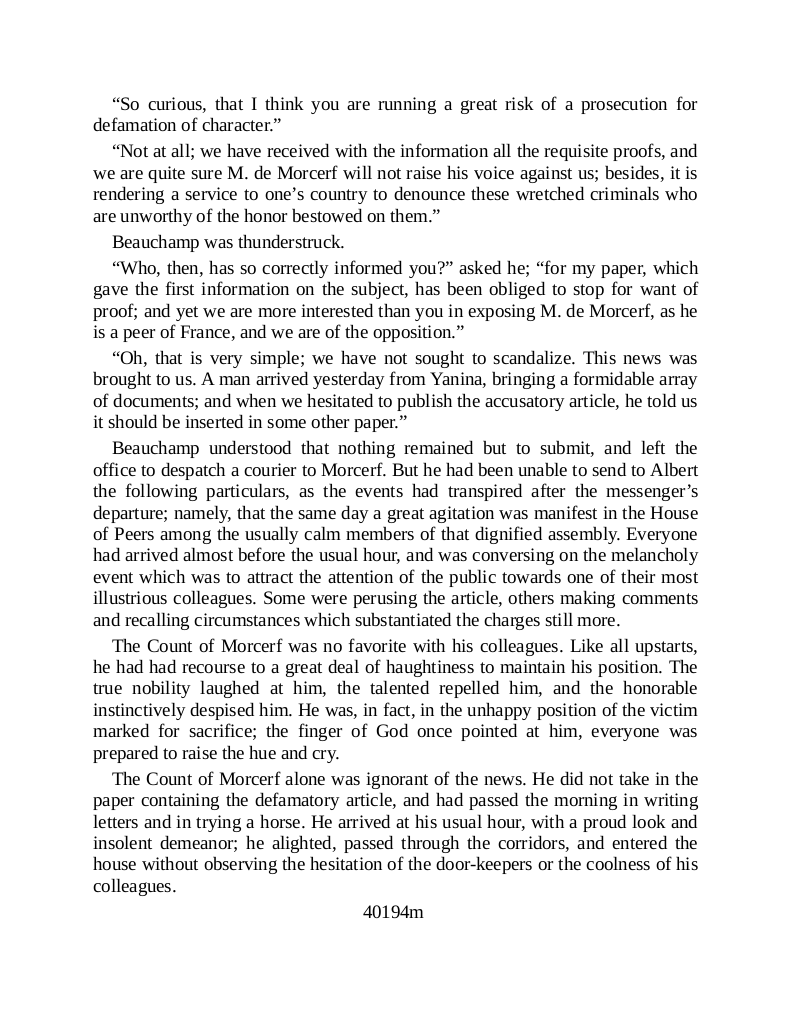 “So curious, that I think you are running a great risk of a prosecution for
defamation of character.”
“Not at all; we have received with the information all the requisite proofs, and
we are quite sure M. de Morcerf will not raise his voice against us; besides, it is
rendering a service to one’s country to denounce these wretched criminals who
are unworthy of the honor bestowed on them.”
Beauchamp was thunderstruck.
“Who, then, has so correctly informed you?” asked he; “for my paper, which
gave the first information on the subject, has been obliged to stop for want of
proof; and yet we are more interested than you in exposing M. de Morcerf, as he
is a peer of France, and we are of the opposition.”
“Oh, that is very simple; we have not sought to scandalize. This news was
brought to us. A man arrived yesterday from Yanina, bringing a formidable array
of documents; and when we hesitated to publish the accusatory article, he told us
it should be inserted in some other paper.”
Beauchamp understood that nothing remained but to submit, and left the
office to despatch a courier to Morcerf. But he had been unable to send to Albert
the following particulars, as the events had transpired after the messenger’s
departure; namely, that the same day a great agitation was manifest in the House
of Peers among the usually calm members of that dignified assembly. Everyone
had arrived almost before the usual hour, and was conversing on the melancholy
event which was to attract the attention of the public towards one of their most
illustrious colleagues. Some were perusing the article, others making comments
and recalling circumstances which substantiated the charges still more.
The Count of Morcerf was no favorite with his colleagues. Like all upstarts,
he had had recourse to a great deal of haughtiness to maintain his position. The
true nobility laughed at him, the talented repelled him, and the honorable
instinctively despised him. He was, in fact, in the unhappy position of the victim
marked for sacrifice; the finger of God once pointed at him, everyone was
prepared to raise the hue and cry.
The Count of Morcerf alone was ignorant of the news. He did not take in the
paper containing the defamatory article, and had passed the morning in writing
letters and in trying a horse. He arrived at his usual hour, with a proud look and
insolent demeanor; he alighted, passed through the corridors, and entered the
house without observing the hesitation of the door-keepers or the coolness of his
colleagues.
40194m